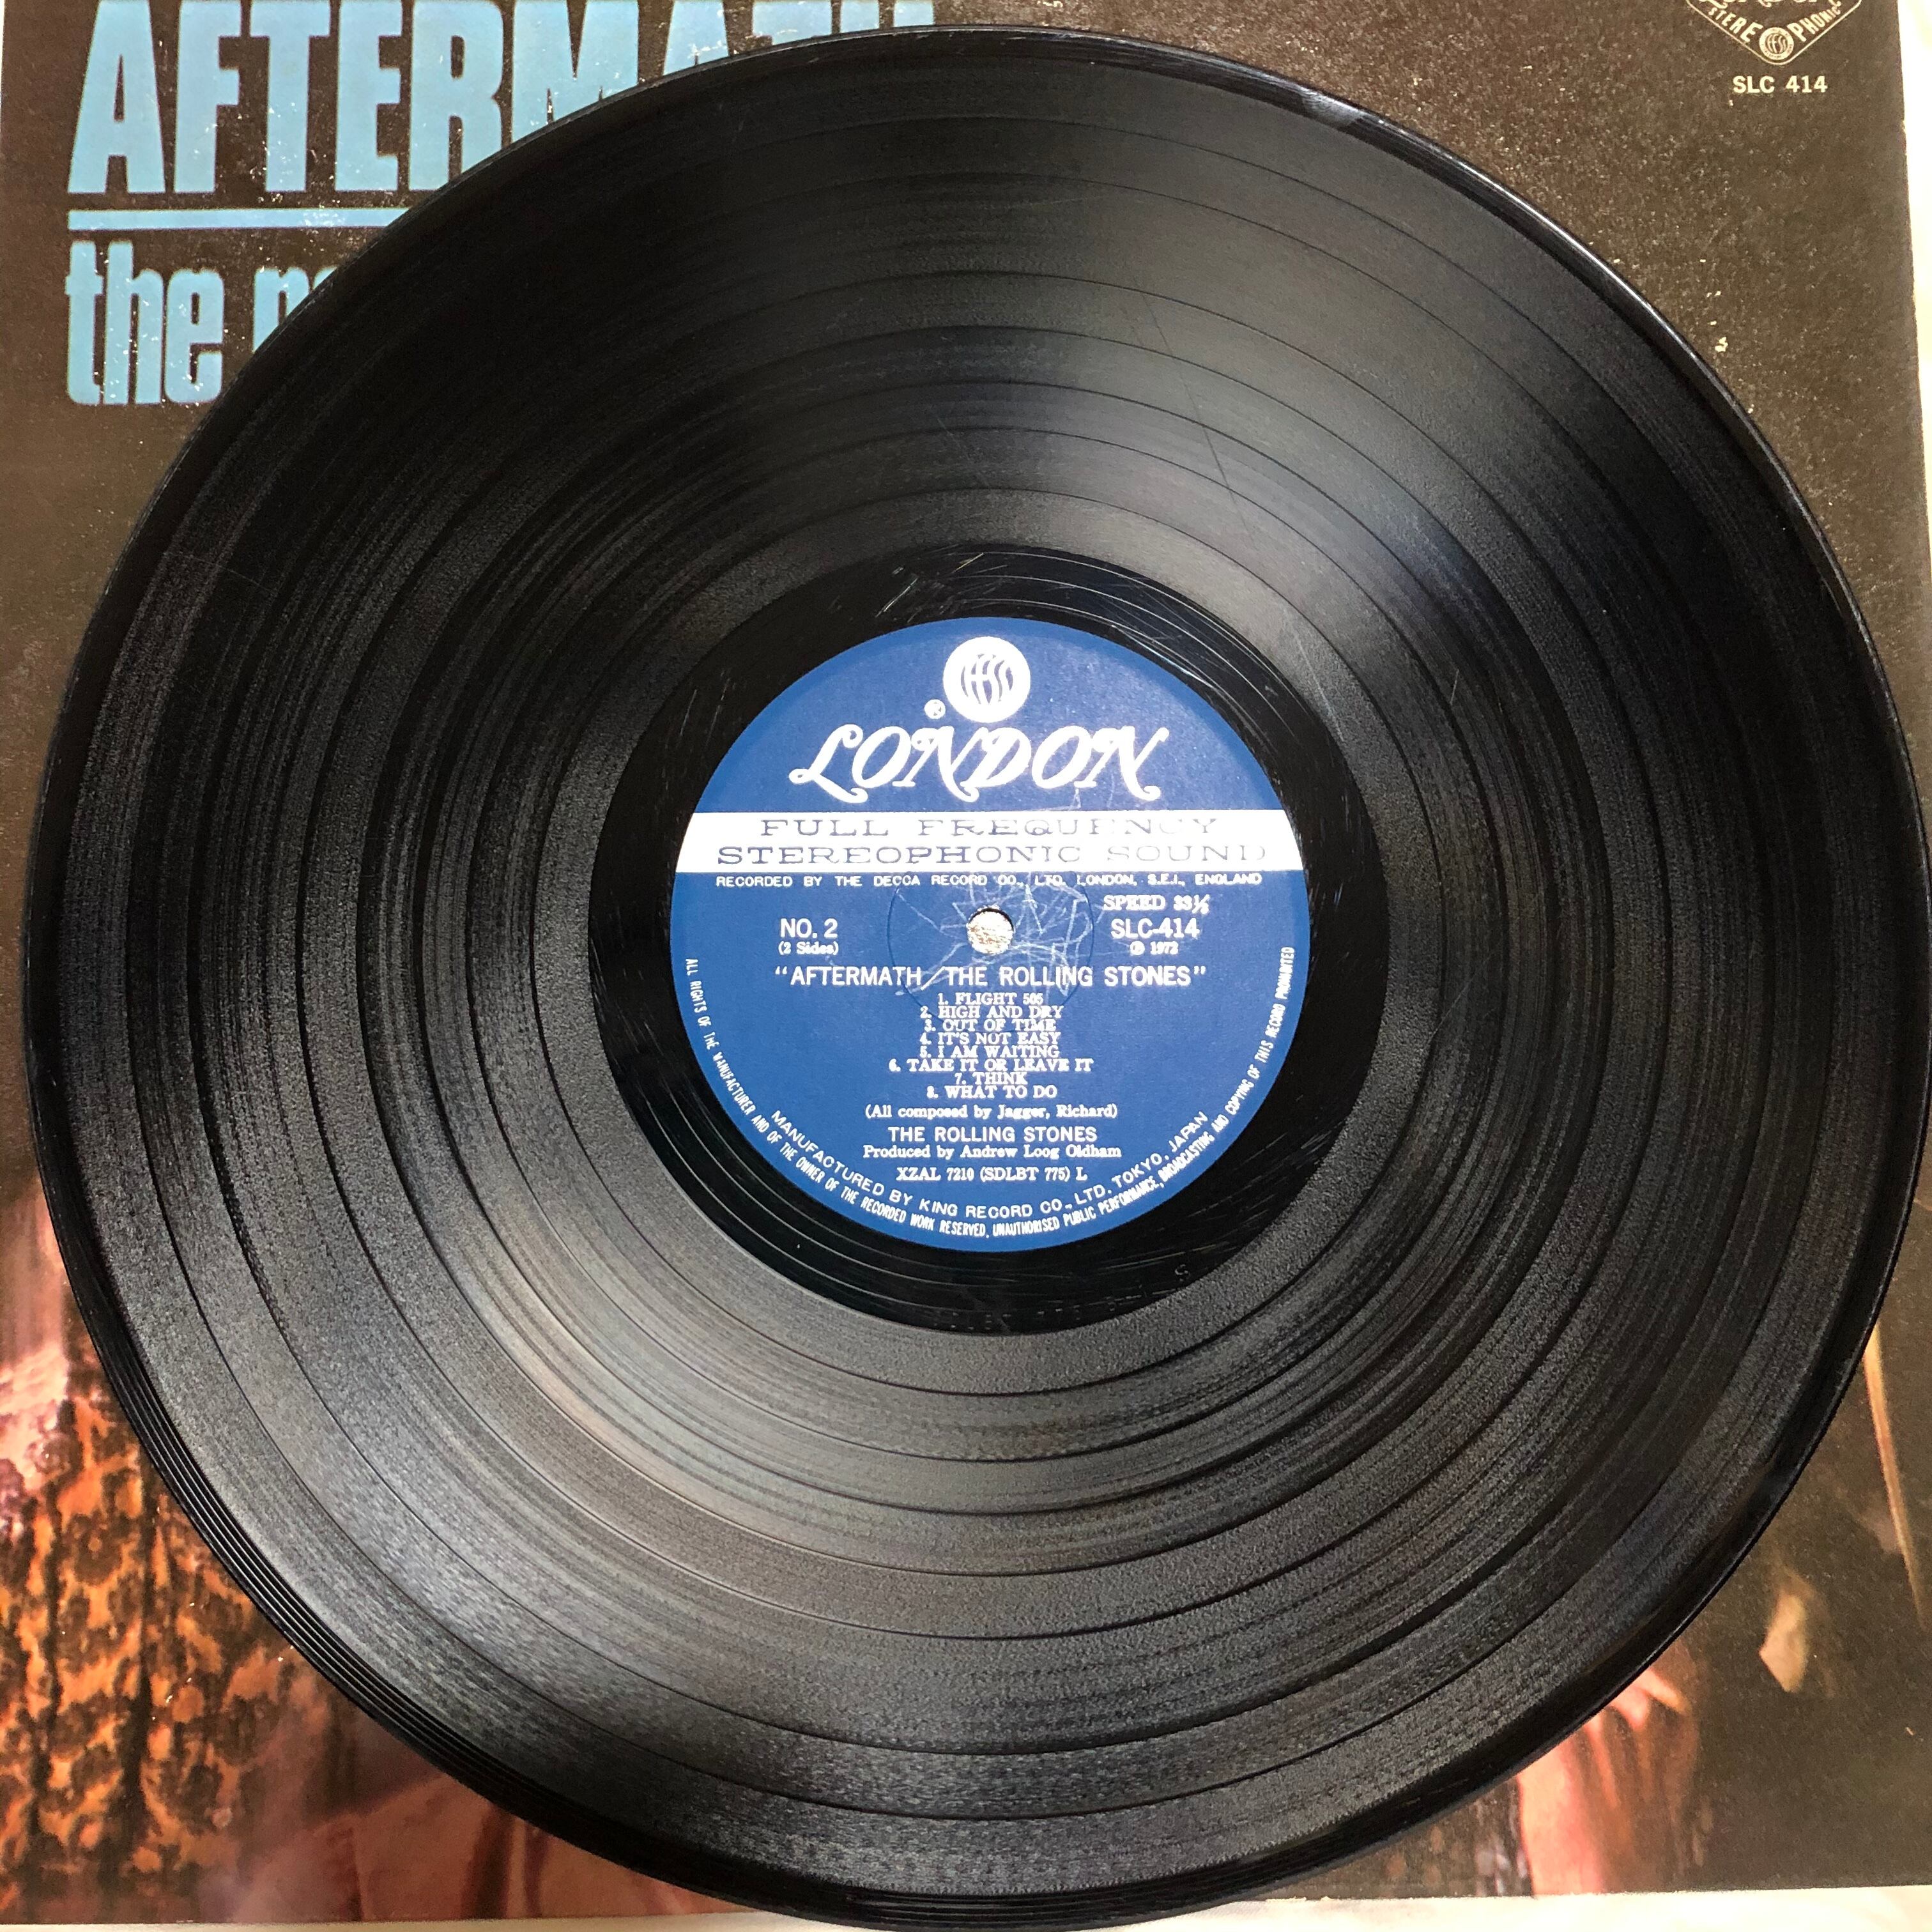 AFTERMATH
the
STEREOPHONIC
SLC 414
ffss
®
LONDON
FULL FREQUENCY
STEREOPHONIC SOUND
RECORDED BY THE DECCA RECORD CO., LTD. LONDON, S.E.I., ENGLAND
SPEED 33⅓
NO. 2
(2 Sides)
SLC-414
Ⓟ 1972
"AFTERMATH/THE ROLLING STONES"
1. FLIGHT 505
2. HIGH AND DRY
3. OUT OF TIME
4. IT'S NOT EASY
5. I AM WAITING
6. TAKE IT OR LEAVE IT
7. THINK
8. WHAT TO DO
(All composed by Jagger, Richard)
THE ROLLING STONES
Produced by Andrew Loog Oldham
XZAL 7210 (SDLBT 775) L
MANUFACTURED BY KING RECORD CO., LTD. TOKYO, JAPAN
ALL RIGHTS OF THE MANUFACTURER AND OF THE OWNER OF THE RECORDED WORK RESERVED, UNAUTHORISED PUBLIC PERFORMANCE, BROADCASTING AND COPYING OF THIS RECORD PROHIBITED